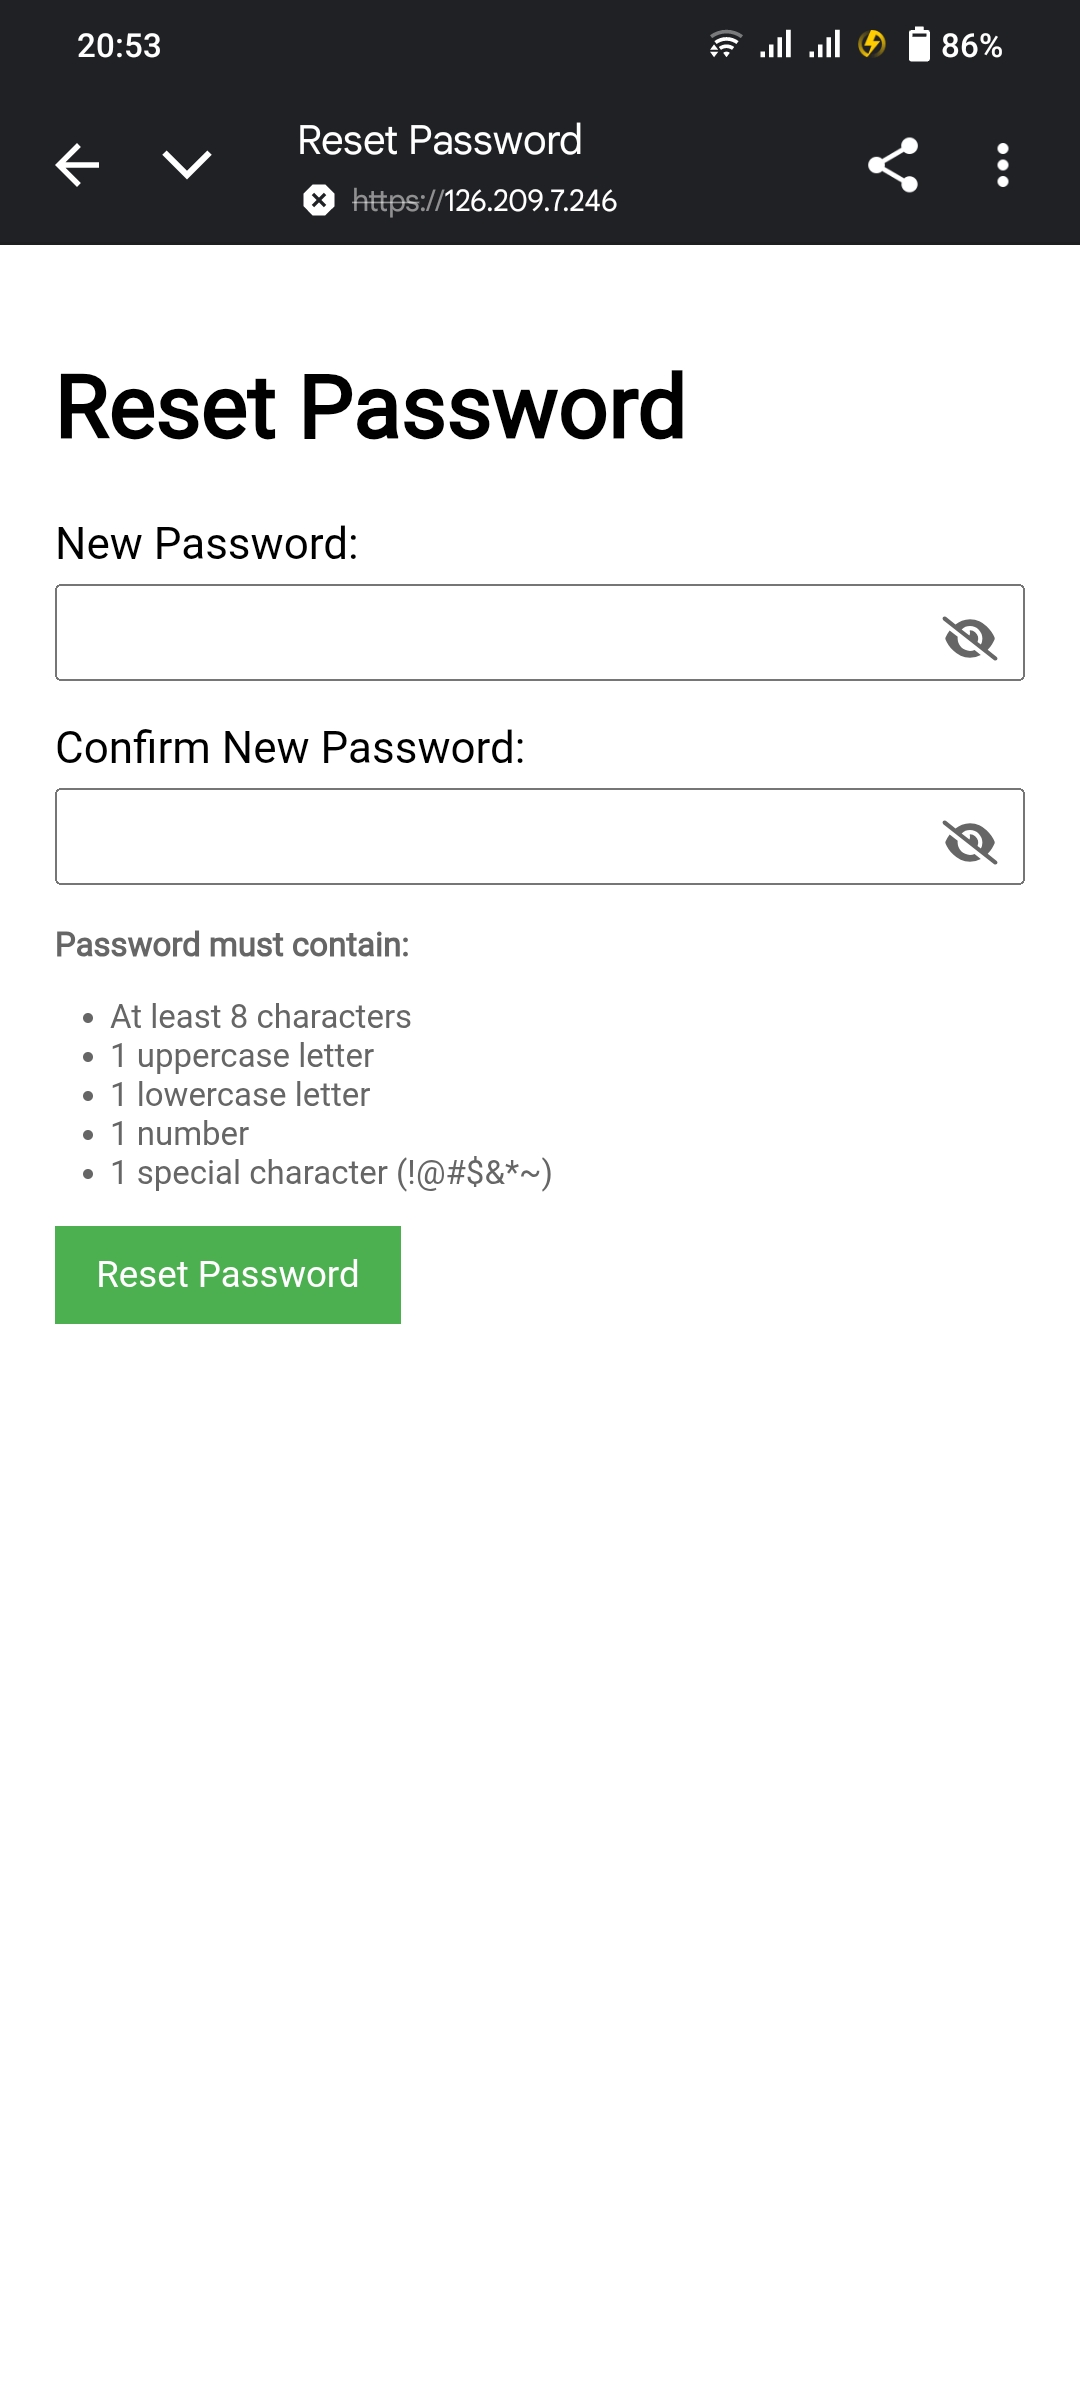 20:53
86%
Reset Password
https://126.209.7.246
Reset Password
New Password:
Confirm New Password:
Password must contain:
• At least 8 characters
• 1 uppercase letter
• 1 lowercase letter
• 1 number
• 1 special character (!@#$&*~)
Reset Password